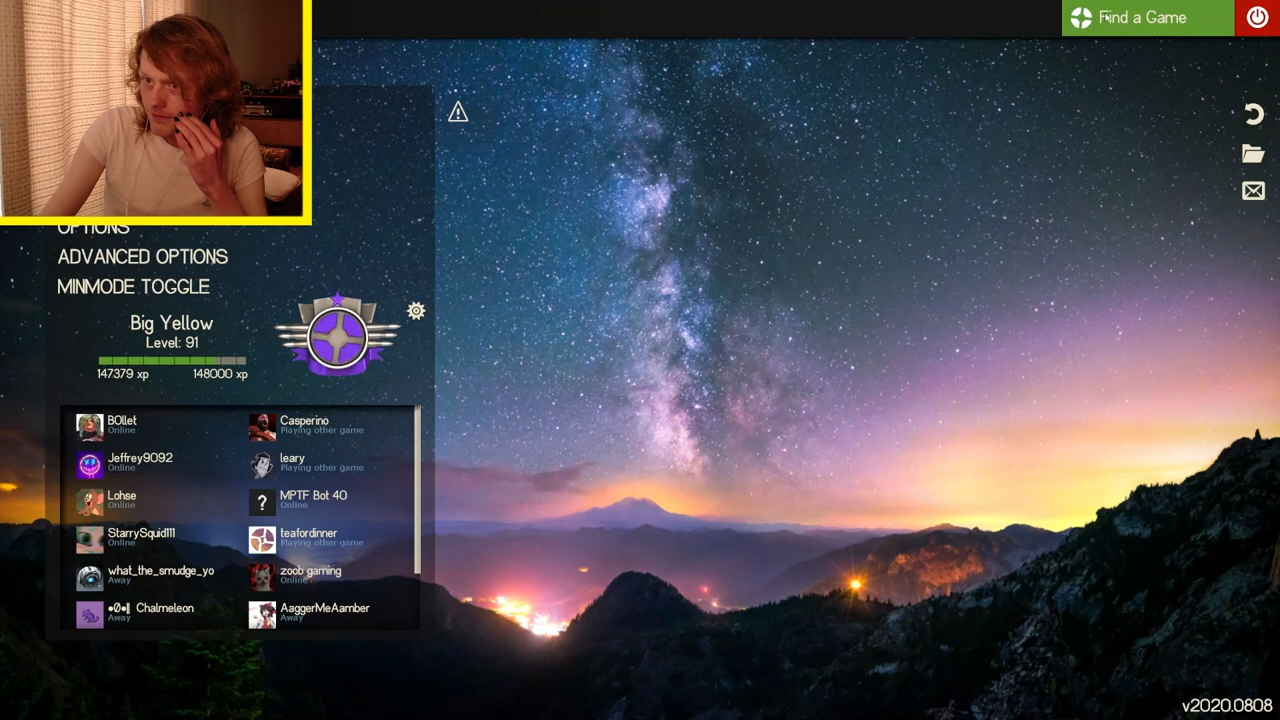 Find a Game
OPTIONS
ADVANCED OPTIONS
MINMODE TOGGLE
Big Yellow
Level: 91
147379 xp 148000 xp
BOllet
Online
Casperino
Playing other game
Jeffrey9092
Online
leary
Playing other game
Lohse
Online
MPTF Bot 40
Online
StarrySquid111
Online
teafordinner
Playing other game
what_the_smudge_yo
Away
zoob gaming
Online
Chalmeleon
Away
AaggerMeAamber
Away
v2020.0808